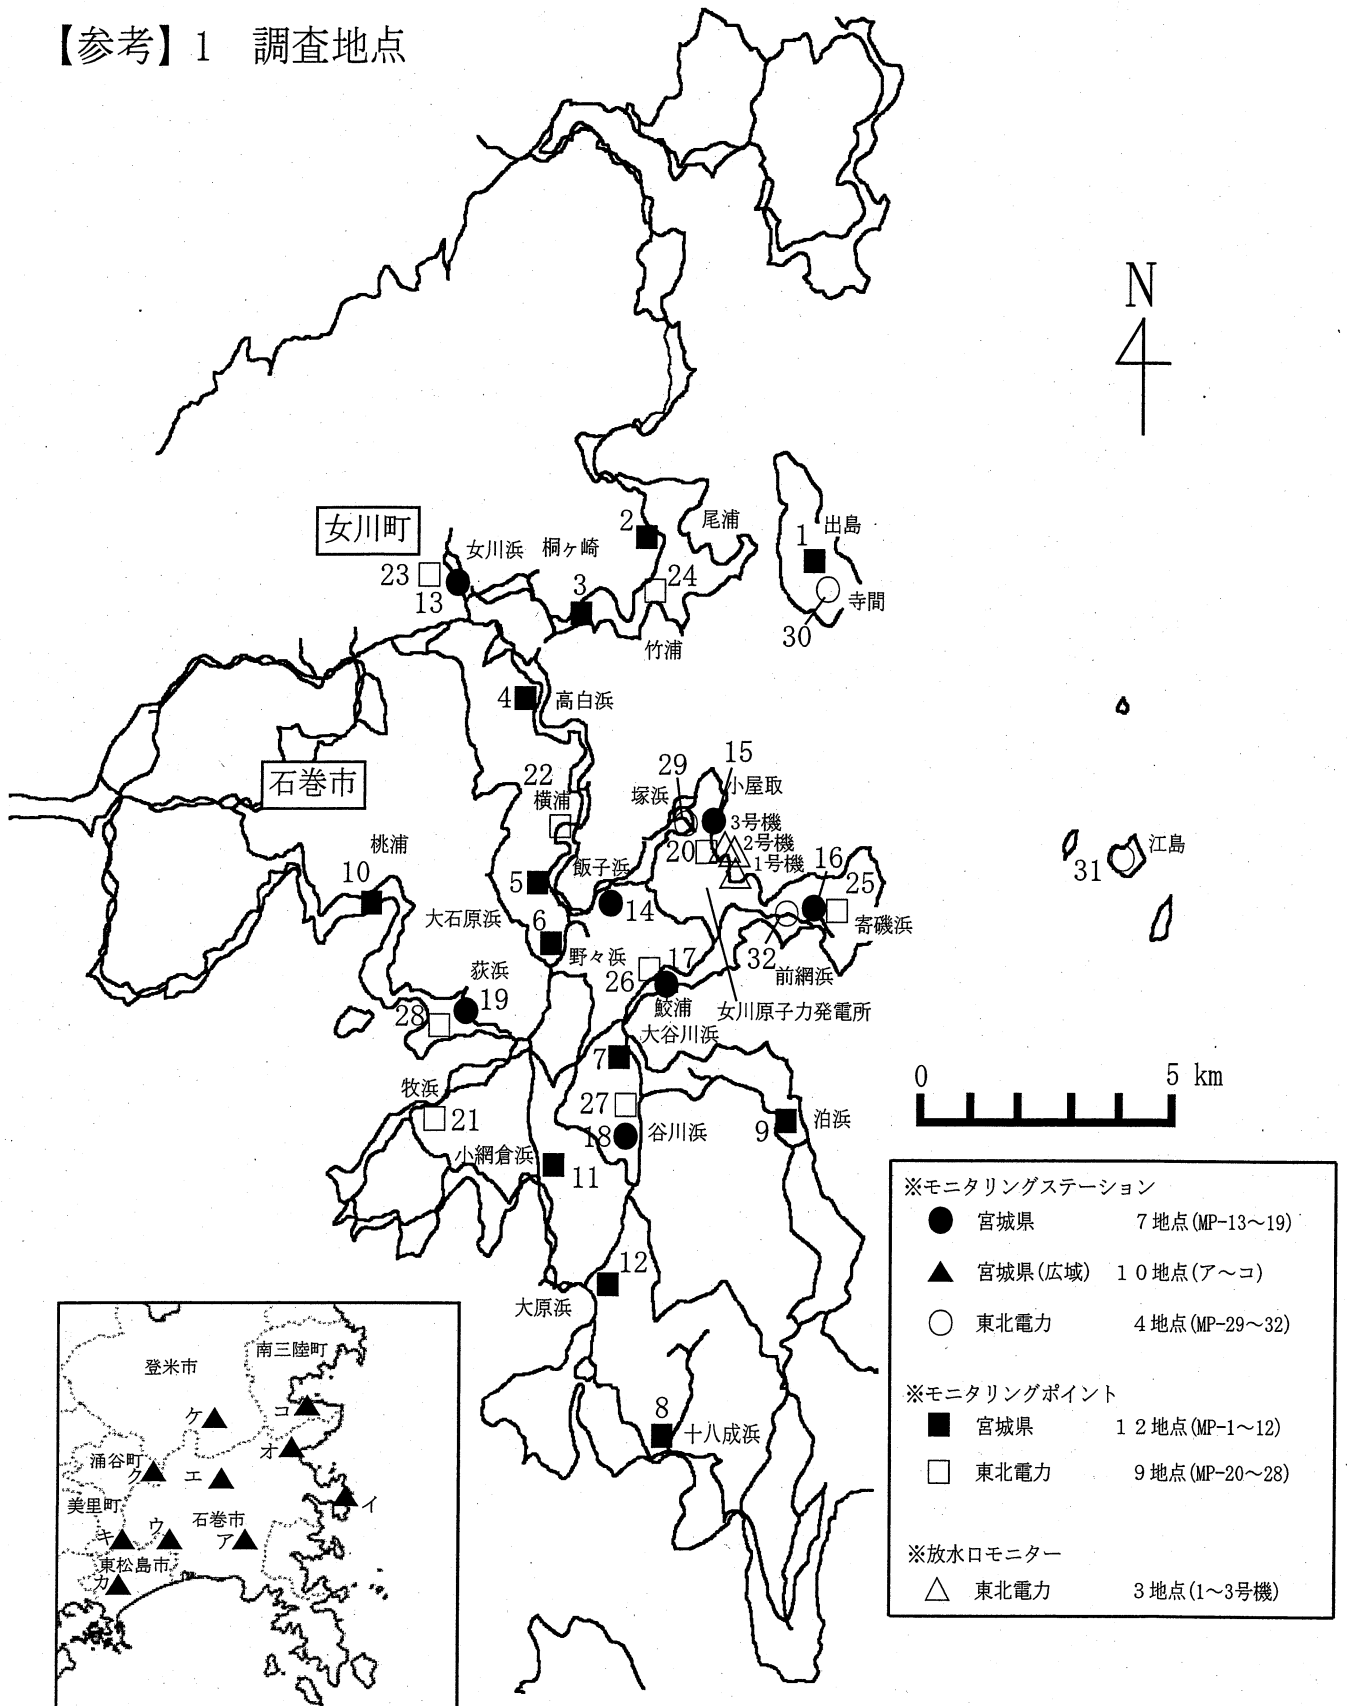 【参考】1　調査地点
N
女川町
女川浜
桐ヶ崎
2
尾浦
1
出島
23
13
3
24
寺間
30
竹浦
4
高白浜
石巻市
22
横浦
29
塚浜
15
小屋取
3号機
2号機
1号機
20
桃浦
10
5
飯子浜
14
16
25
寄磯浜
31
江島
大石原浜
6
野々浜
17
26
鮫浦
32
前網浜
荻浜
19
28
女川原子力発電所
大谷川浜
7
牧浜
21
27
18
谷川浜
9
泊浜
小網倉浜
11
12
大原浜
8
十八成浜
0
5 km
※モニタリングステーション
宮城県　7地点(MP-13～19)
宮城県(広域)　10地点(ア～コ)
東北電力　4地点(MP-29～32)
※モニタリングポイント
宮城県　12地点(MP-1～12)
東北電力　9地点(MP-20～28)
※放水口モニター
東北電力　3地点(1～3号機)
南三陸町
登米市
ケ
コ
オ
涌谷町
ク
エ
イ
美里町
石巻市
キ
ウ
ア
東松島市
カ